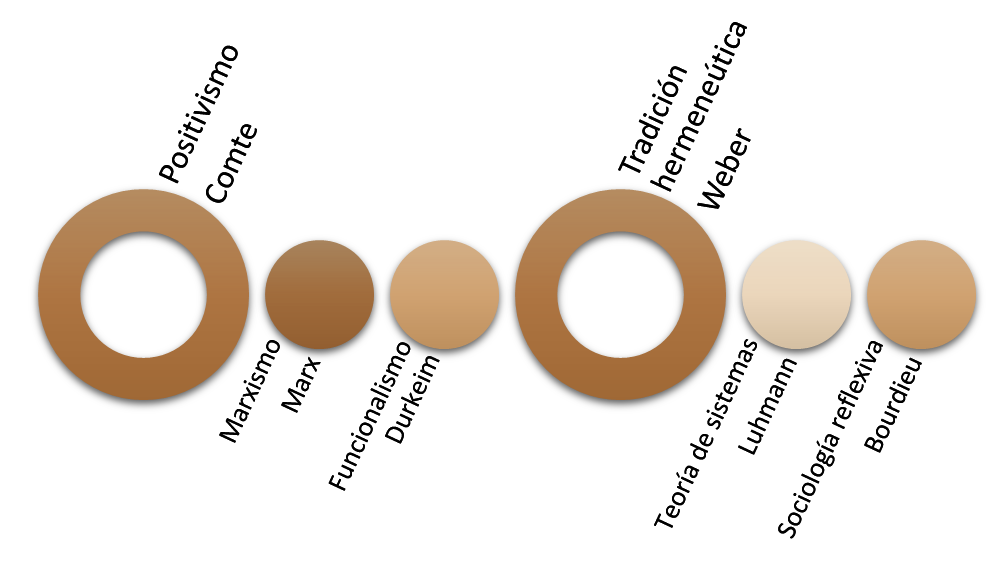 Positivismo
Comte
Marxismo
Marx
Funcionalismo
Durkeim
Tradición
hermeneútica
Weber
Teoría de sistemas
Luhmann
Sociología reflexiva
Bourdieu